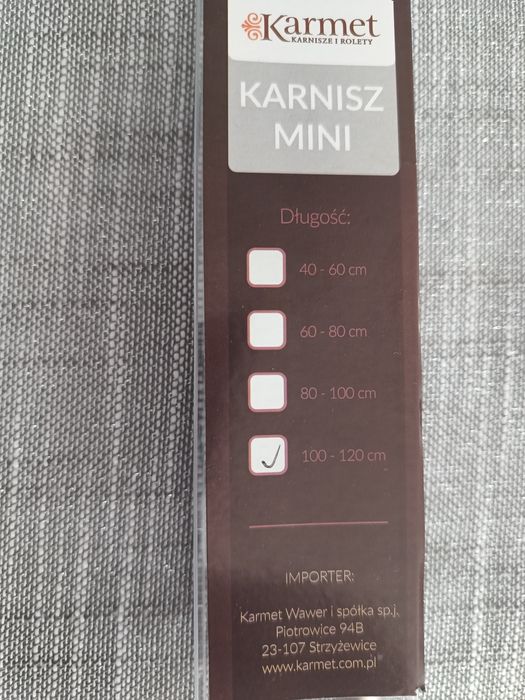 Karmet
KARNISZE I ROLETY
KARNISZ
MINI
Długość:
40 - 60 cm
60 - 80 cm
80 - 100 cm
100 - 120 cm
IMPORTER:
Karmet Wawer i spółka sp.j.
Piotrowice 94B
23-107 Strzyżewice
www.karmet.com.pl